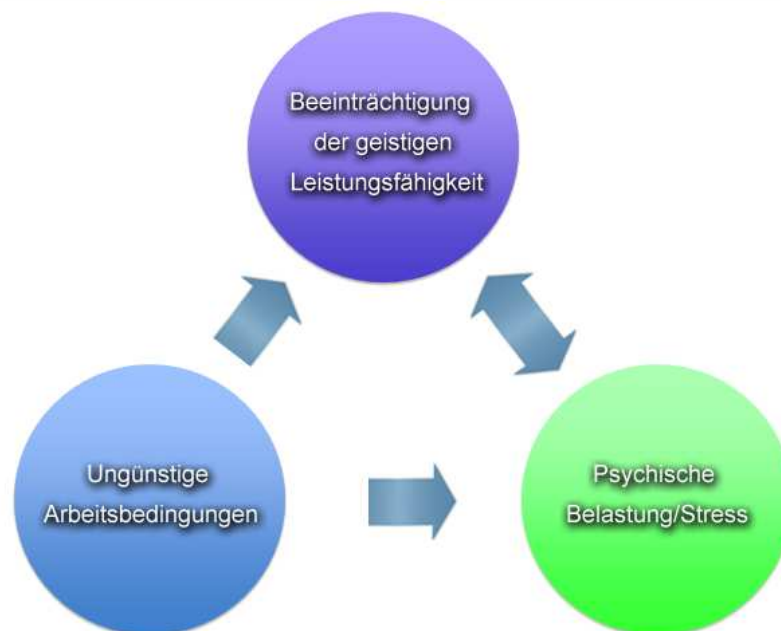 Beeinträchtigung
der geistigen
Leistungsfähigkeit
Ungünstige
Arbeitsbedingungen
Psychische
Belastung/Stress